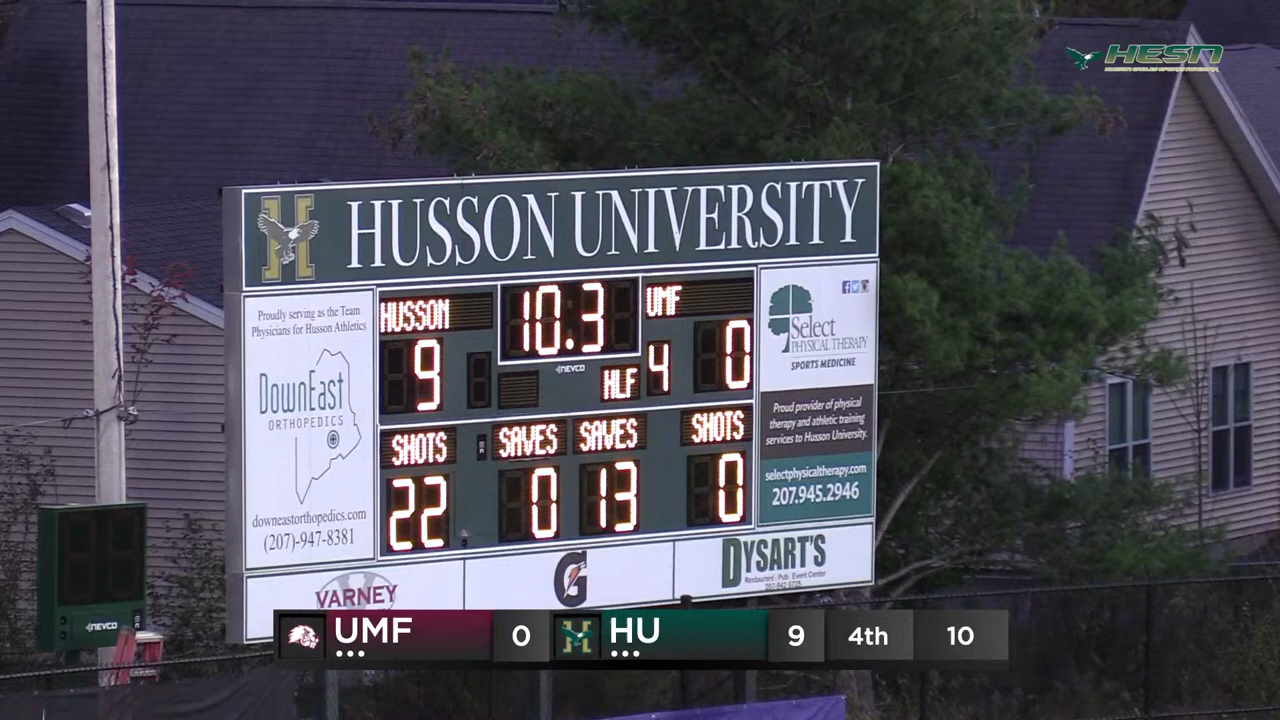 HESN
HUSSON UNIVERSITY
Proudly serving as the Team
Physicians for Husson Athletics
DOWNEAST
ORTHOPEDICS
downeastorthopedics.com
(207)-947-8381
HUSSON
10.3
UMF
9
NEVCO
HLF
4
0
SHOTS
SAVES
SAVES
SHOTS
22
0
13
0
Select
PHYSICAL THERAPY
SPORTS MEDICINE
Proud provider of physical
therapy and athletic training
services to Husson University.
selectphysicaltherapy.com
207.945.2946
VARNEY
G
DYSART'S
Restaurant Pub Event Center
NEVCO
UMF 0 HU 9 4th 10